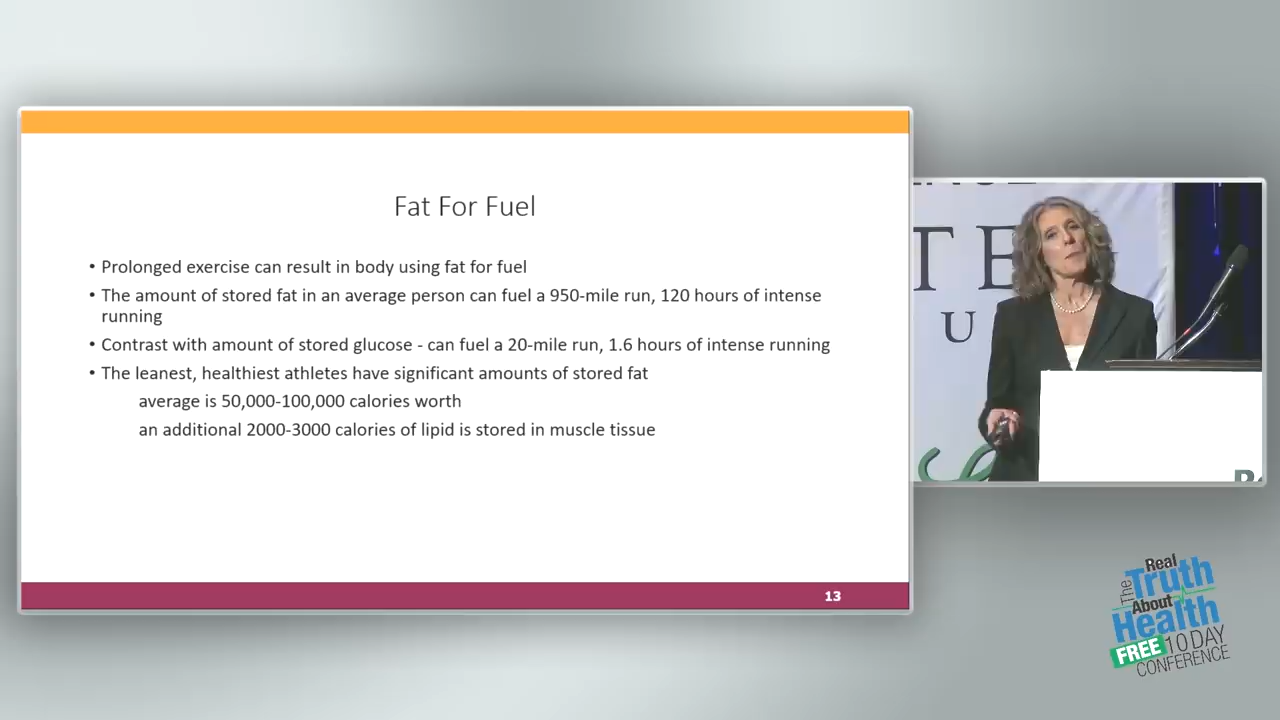 Fat For Fuel
• Prolonged exercise can result in body using fat for fuel
• The amount of stored fat in an average person can fuel a 950-mile run, 120 hours of intense
running
• Contrast with amount of stored glucose - can fuel a 20-mile run, 1.6 hours of intense running
• The leanest, healthiest athletes have significant amounts of stored fat
average is 50,000-100,000 calories worth
an additional 2000-3000 calories of lipid is stored in muscle tissue
13
TE
U
The Real
Truth
About
Health
FREE 10 DAY
CONFERENCE